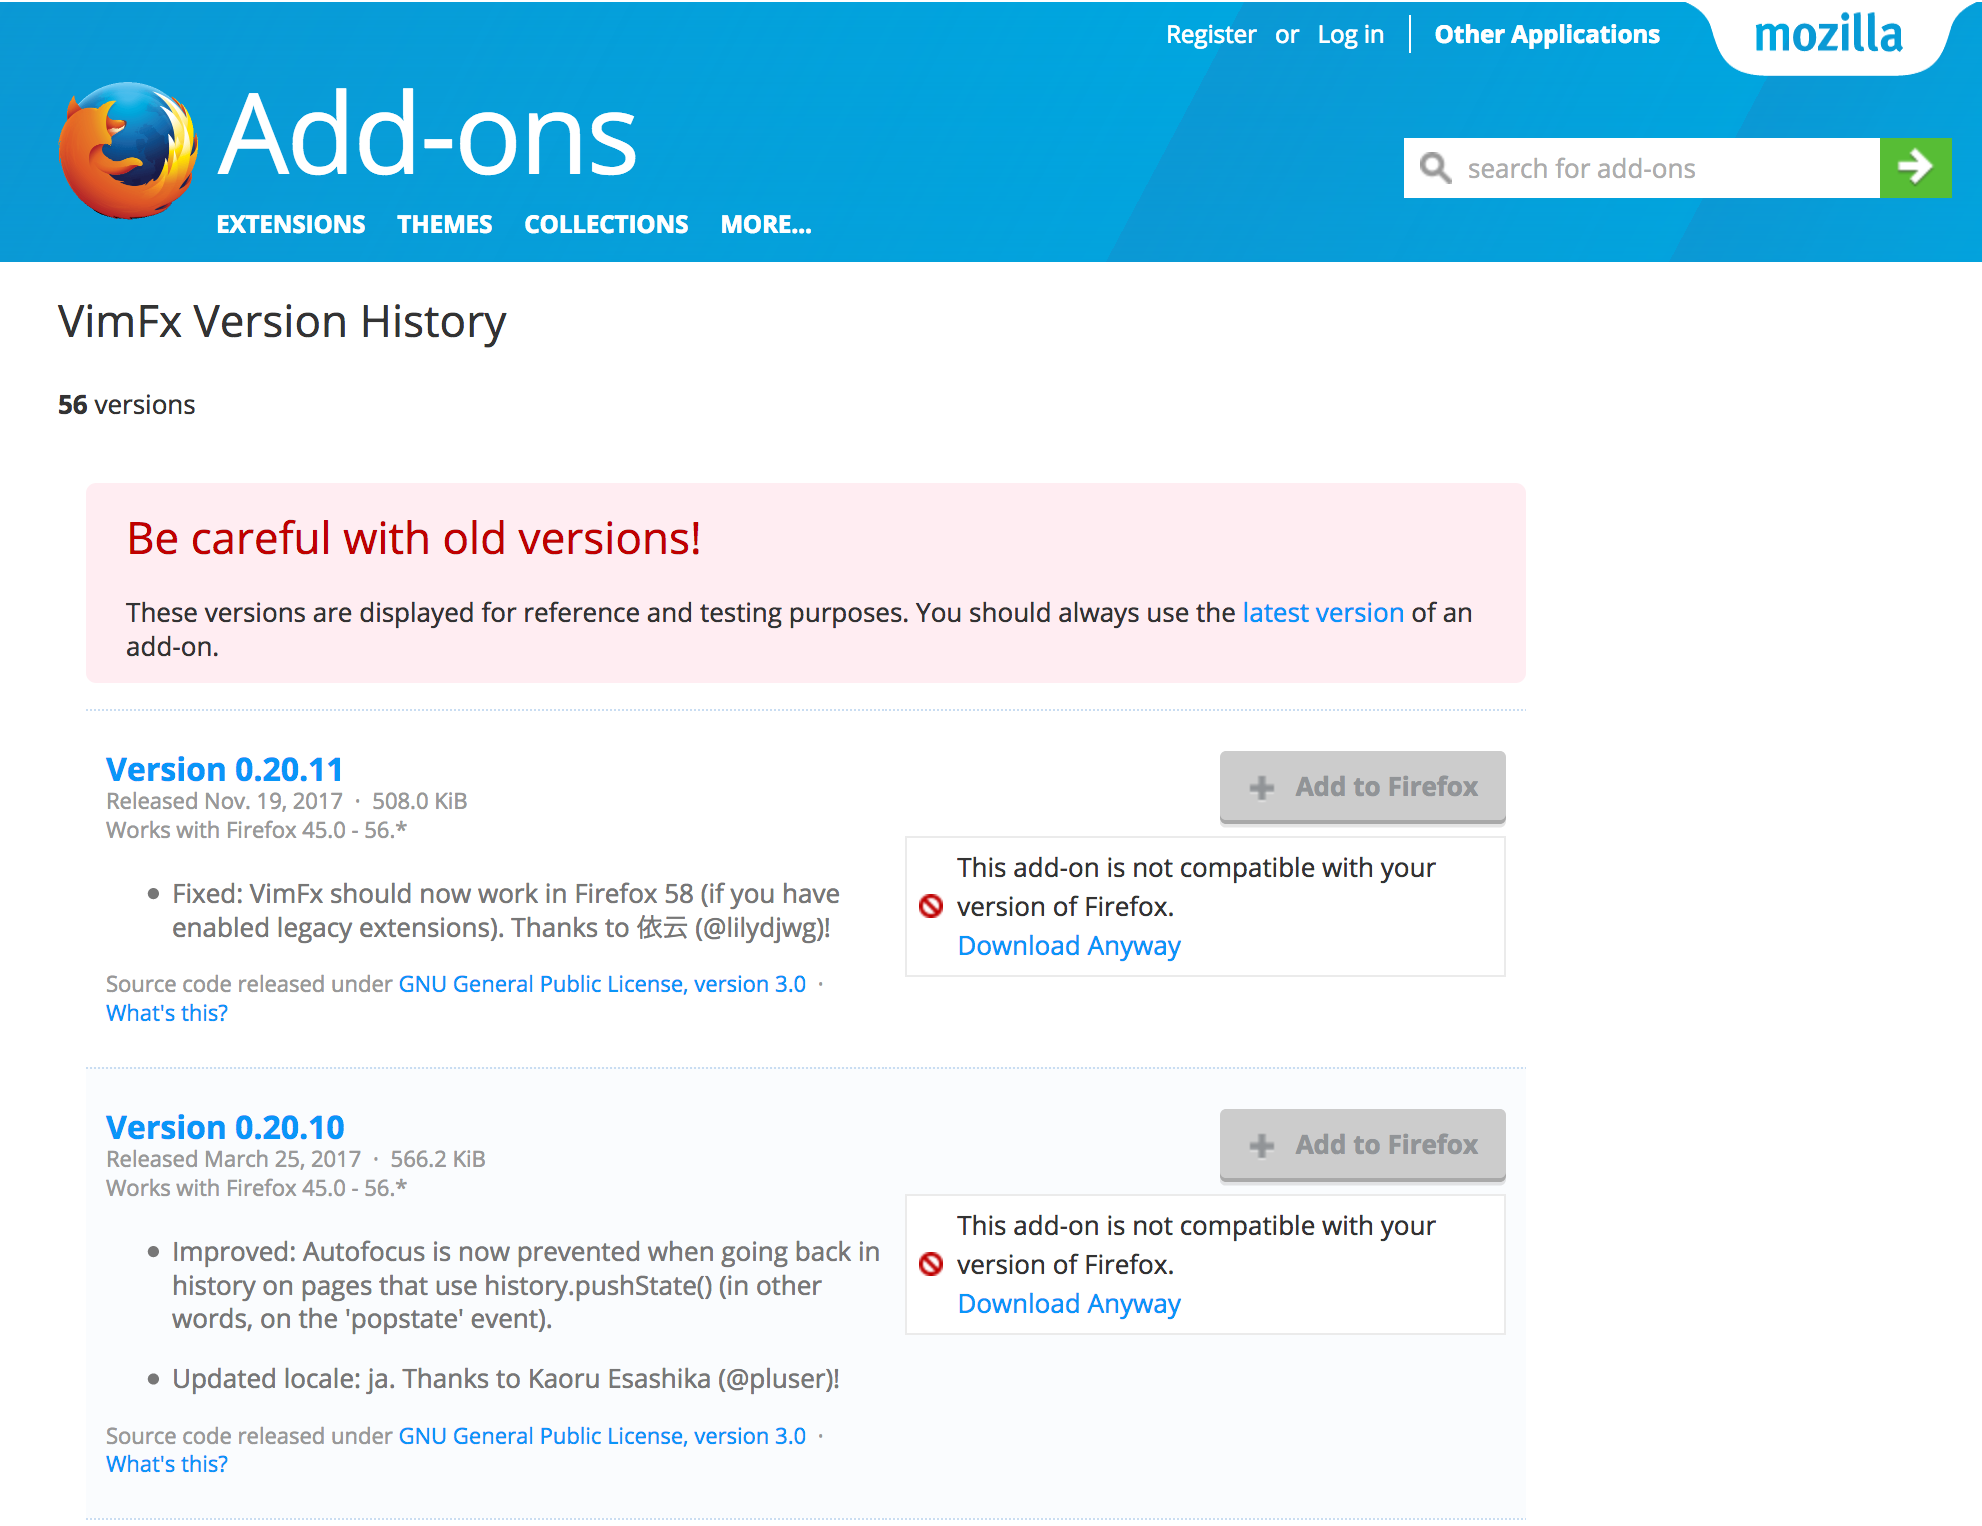 Register or Log in Other Applications mozilla
Add-ons
search for add-ons
EXTENSIONS THEMES COLLECTIONS MORE...
VimFx Version History
56 versions
Be careful with old versions!
These versions are displayed for reference and testing purposes. You should always use the latest version of an
add-on.
Version 0.20.11
Released Nov. 19, 2017 · 508.0 KiB
Works with Firefox 45.0 - 56.*
Add to Firefox
This add-on is not compatible with your
version of Firefox.
Download Anyway
Fixed: VimFx should now work in Firefox 58 (if you have
enabled legacy extensions). Thanks to 依云 (@lilydjwg)!
Source code released under GNU General Public License, version 3.0 ·
What's this?
Version 0.20.10
Released March 25, 2017 · 566.2 KiB
Works with Firefox 45.0 - 56.*
Add to Firefox
This add-on is not compatible with your
version of Firefox.
Download Anyway
Improved: Autofocus is now prevented when going back in
history on pages that use history.pushState() (in other
words, on the 'popstate' event).
Updated locale: ja. Thanks to Kaoru Esashika (@pluser)!
Source code released under GNU General Public License, version 3.0 ·
What's this?